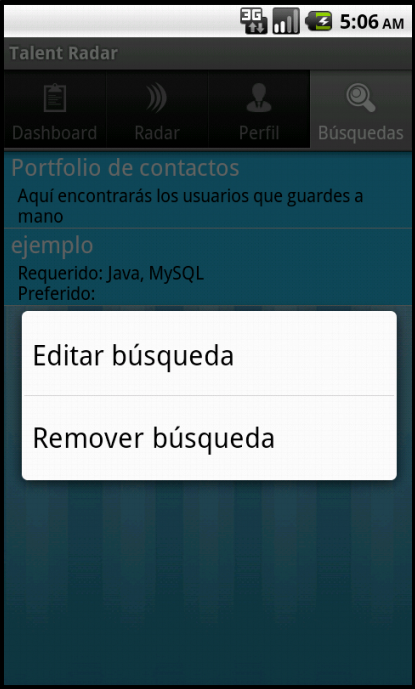 3G 5:06 AM
Talent Radar
Dashboard Radar Perfil Búsquedas
Portfolio de contactos
Aquí encontrarás los usuarios que guardes a
mano
ejemplo
Requerido: Java, MySQL
Preferido:
Editar búsqueda
Remover búsqueda